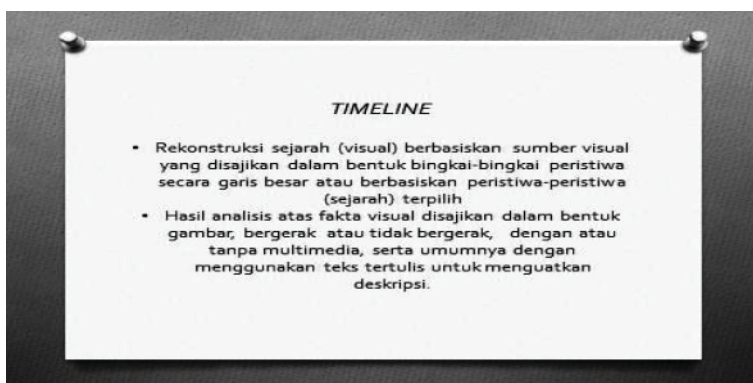 TIMELINE
• Rekonstruksi sejarah (visual) berbasiskan sumber visual
yang disajikan dalam bentuk bingkai-bingkai peristiwa
secara garis besar atau berbasiskan peristiwa-peristiwa
(sejarah) terpilih
• Hasil analisis atas fakta visual disajikan dalam bentuk
gambar, bergerak atau tidak bergerak, dengan atau
tanpa multimedia, serta umumnya dengan
menggunakan teks tertulis untuk menguatkan
deskripsi.